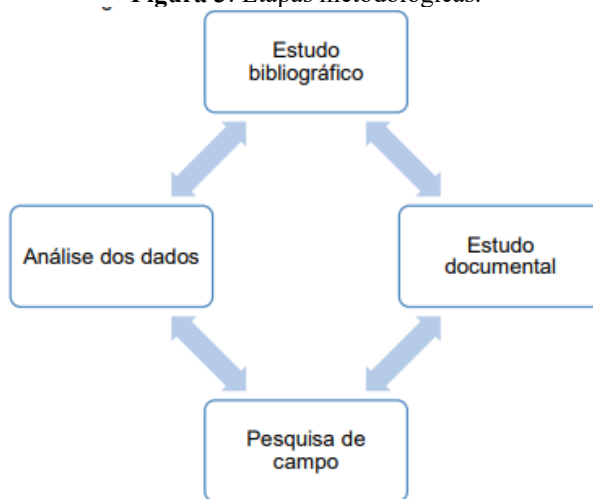 Figura 3. Etapas metodológicas.
Estudo
bibliográfico
Análise dos dados
Estudo
documental
Pesquisa de
campo